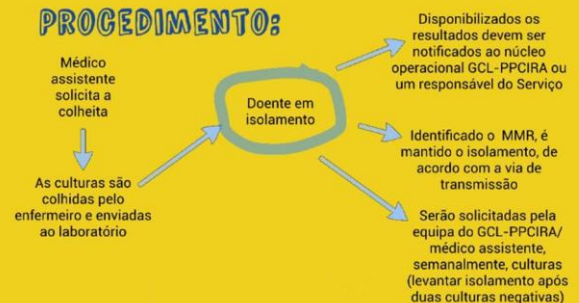 PROCEDIMENTO:
Médico
assistente
solicita a
colheita
As culturas são
colhidas pelo
enfermeiro e enviadas
ao laboratório
Doente em
isolamento
Disponibilizados os
resultados devem ser
notificados ao núcleo
operacional GCL-PPCIRA ou
um responsável do Serviço
Identificado o MMR, é
mantido o isolamento, de
acordo com a via de
transmissão
Serão solicitadas pela
equipa do GCL-PPCIRA/
médico assistente,
semanalmente, culturas
(levantar isolamento após
duas culturas negativas)